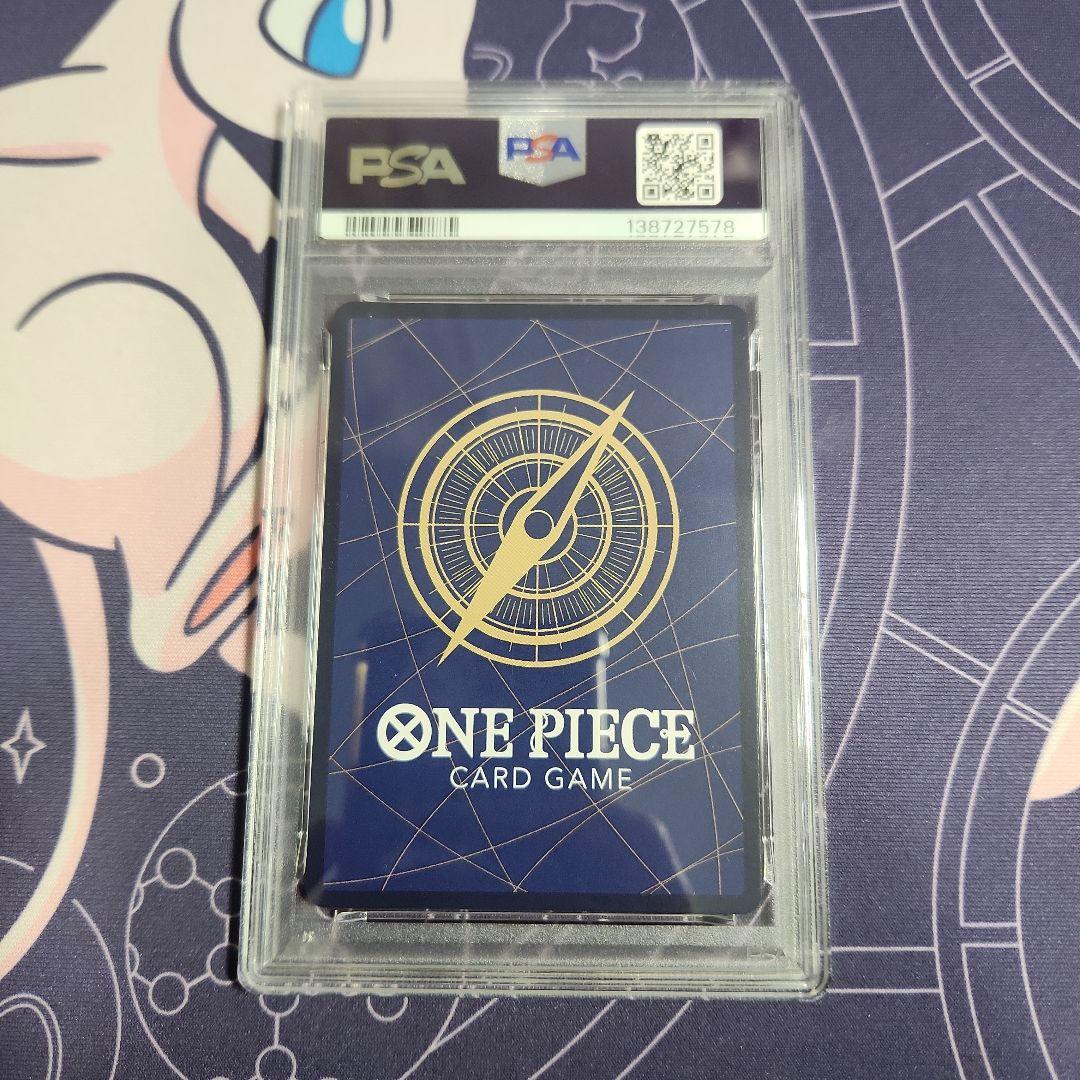 PSA
PSA
138727578
ONE PIECE
CARD GAME